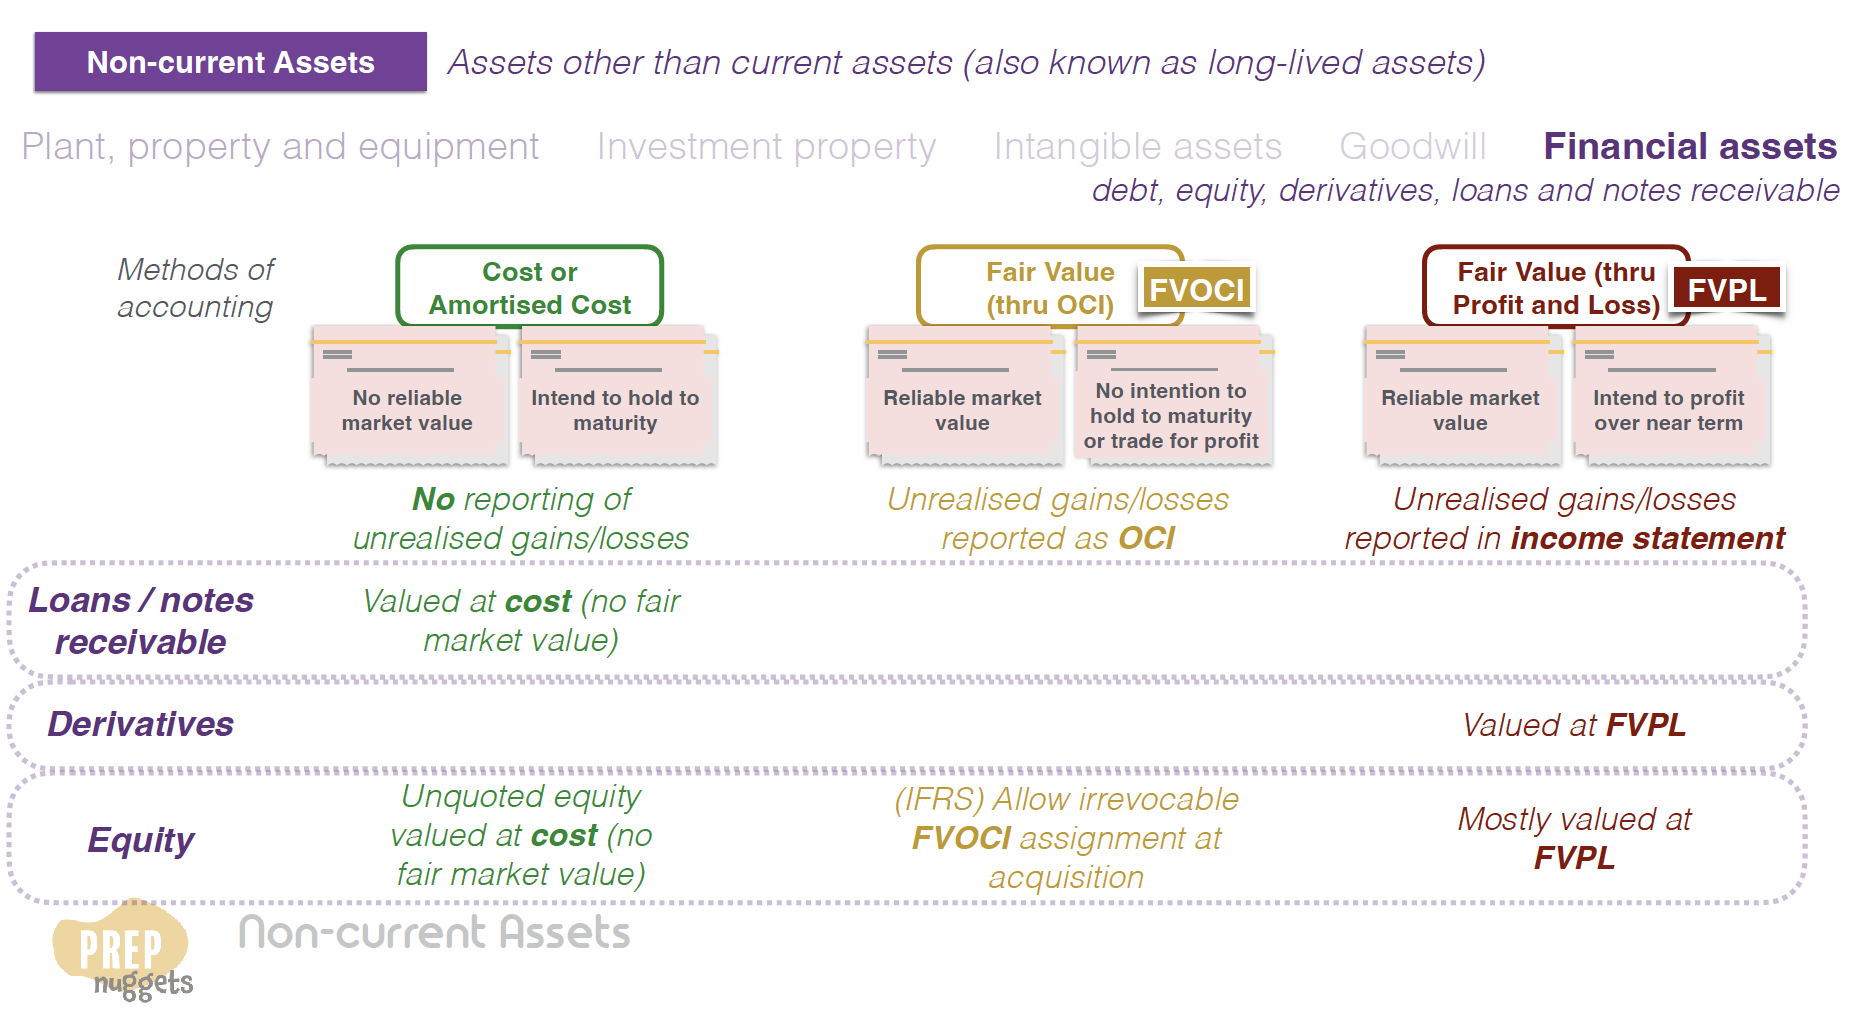 Non-current Assets
Assets other than current assets (also known as long-lived assets)
Plant, property and equipment
Investment property
Intangible assets
Goodwill
Financial assets
debt, equity, derivatives, loans and notes receivable
Methods of
accounting
Cost or
Amortised Cost
No reliable
market value
Intend to hold to
maturity
No reporting of
unrealised gains/losses
Fair Value
(thru OCI)
FVOCI
Reliable market
value
No intention to
hold to maturity
or trade for profit
Unrealised gains/losses
reported as OCI
Fair Value (thru
Profit and Loss)
FVPL
Reliable market
value
Intend to profit
over near term
Unrealised gains/losses
reported in income statement
Loans / notes
receivable
Valued at cost (no fair
market value)
Derivatives
Valued at FVPL
Equity
Unquoted equity
valued at cost (no
fair market value)
(IFRS) Allow irrevocable
FVOCI assignment at
acquisition
Mostly valued at
FVPL
PREP
nuggets
Non-current Assets